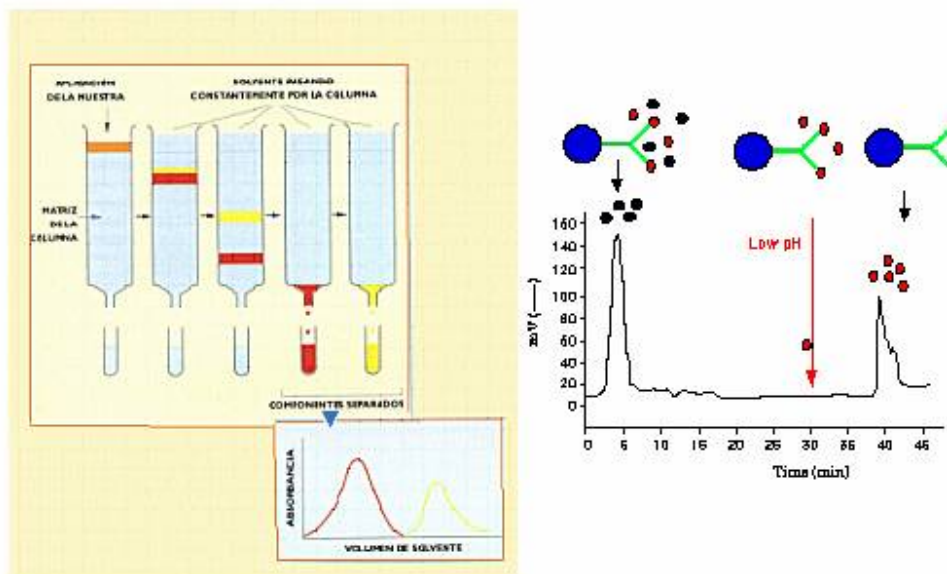 APLICACIÓN
DE LA MUESTRA
SOLVENTE PASANDO
CONSTANTEMENTE POR LA COLUMNA
MATRIZ
DE LA
COLUMNA
COMPONENTES SEPARADOS
ABSORBANCIA
VOLUMEN DE SOLVENTE
Low pH
mV (
)
160
140
120
100
80
60
40
20
0
0
5
10
15
20
25
30
35
40
45
Time (min)